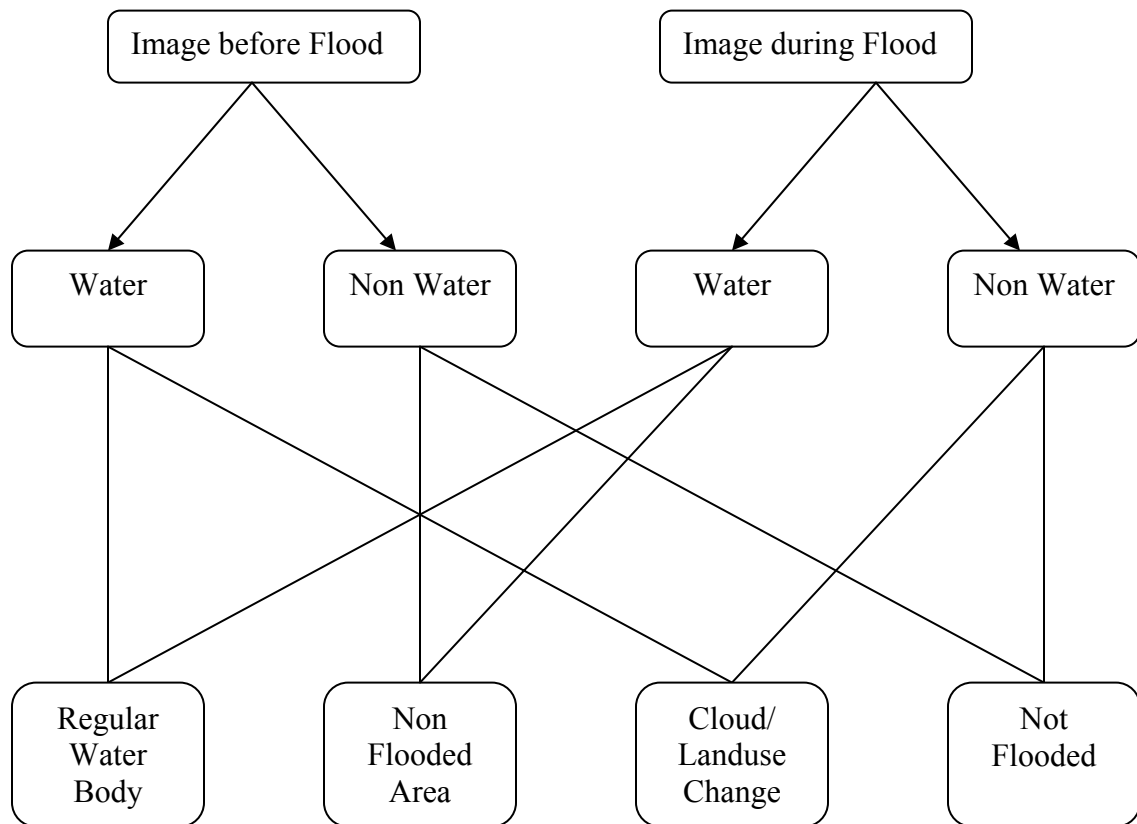 Image before Flood
Image during Flood
Water
Non Water
Water
Non Water
Regular
Water
Body
Non
Flooded
Area
Cloud/
Landuse
Change
Not
Flooded